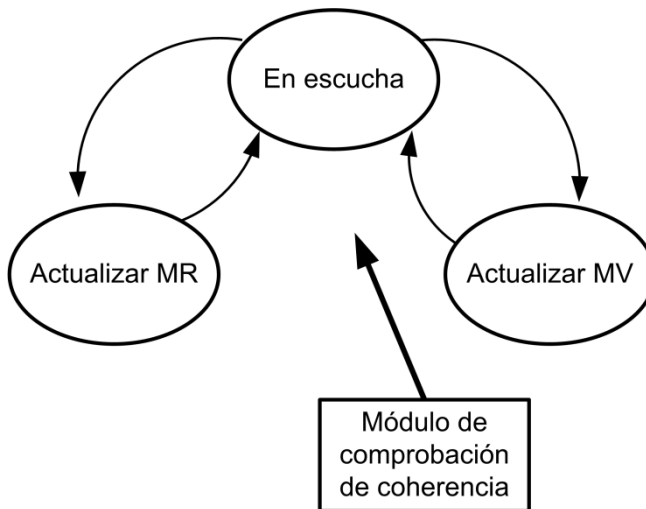 En escucha
Actualizar MR
Actualizar MV
Módulo de
comprobación
de coherencia